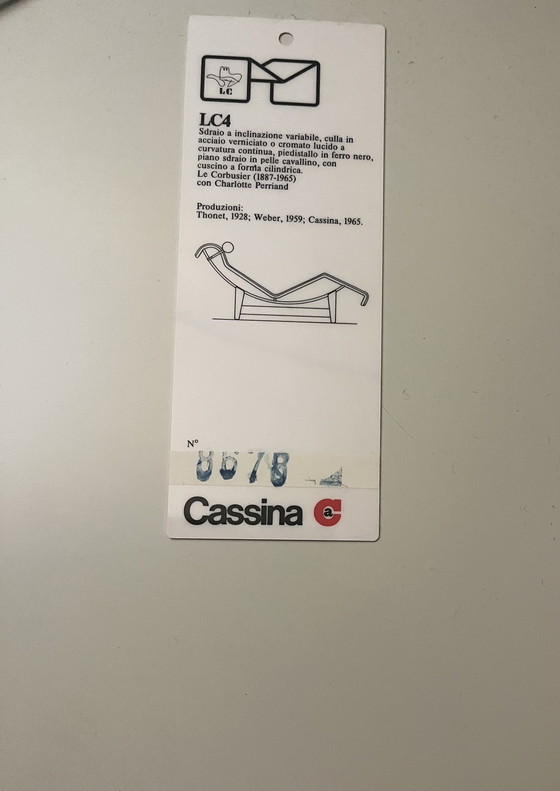 LC
LC4
Sdraio a inclinazione variabile, culla in
acciaio verniciato o cromato lucido a
curvatura continua, piedistallo in ferro nero,
piano sdraio in pelle cavallino, con
cuscino a forma cilindrica.
Le Corbusier (1887-1965)
con Charlotte Perriand
Produzioni:
Thonet, 1928; Weber, 1959; Cassina, 1965.
N°
Cassina
a